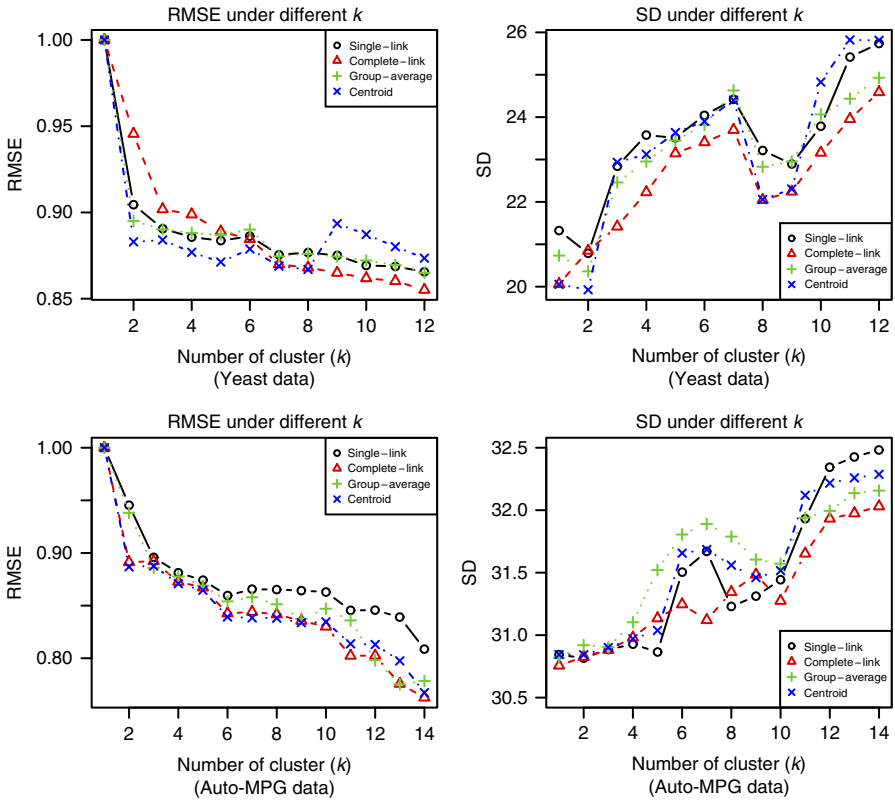 RMSE under different k
1.00
0.95
0.90
0.85
RMSE
Single-link
Complete-link
Group-average
Centroid
2 4 6 8 10 12
Number of cluster (k)
(Yeast data)
SD under different k
26
24
22
20
SD
Single-link
Complete-link
Group-average
Centroid
2 4 6 8 10 12
Number of cluster (k)
(Yeast data)
RMSE under different k
1.00
0.90
0.80
RMSE
Single-link
Complete-link
Group-average
Centroid
2 4 6 8 10 12 14
Number of cluster (k)
(Auto-MPG data)
SD under different k
32.5
32.0
31.5
31.0
30.5
SD
Single-link
Complete-link
Group-average
Centroid
2 4 6 8 10 12 14
Number of cluster (k)
(Auto-MPG data)